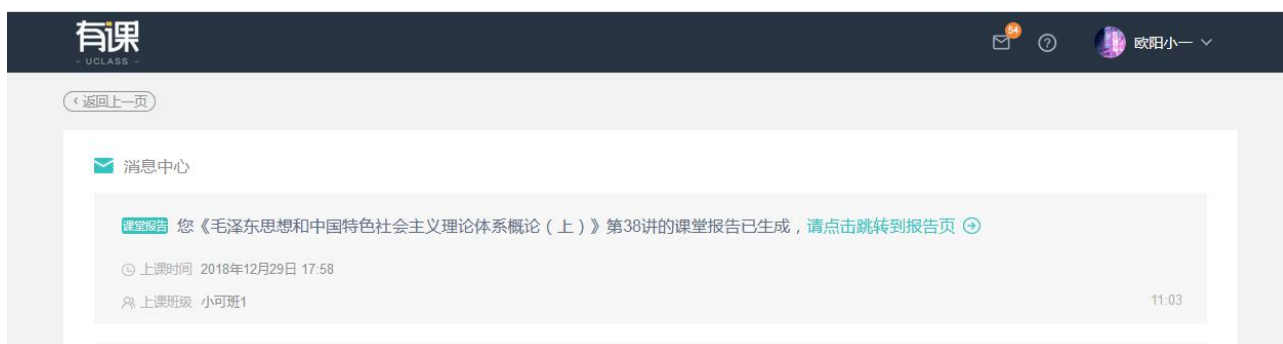 有课
- UCLASS -
54
欧阳小一
返回上一页
消息中心
课堂报告 您《毛泽东思想和中国特色社会主义理论体系概论（上）》第38讲的课堂报告已生成，请点击跳转到报告页
上课时间 2018年12月29日 17:58
上课班级 小可班1
11:03